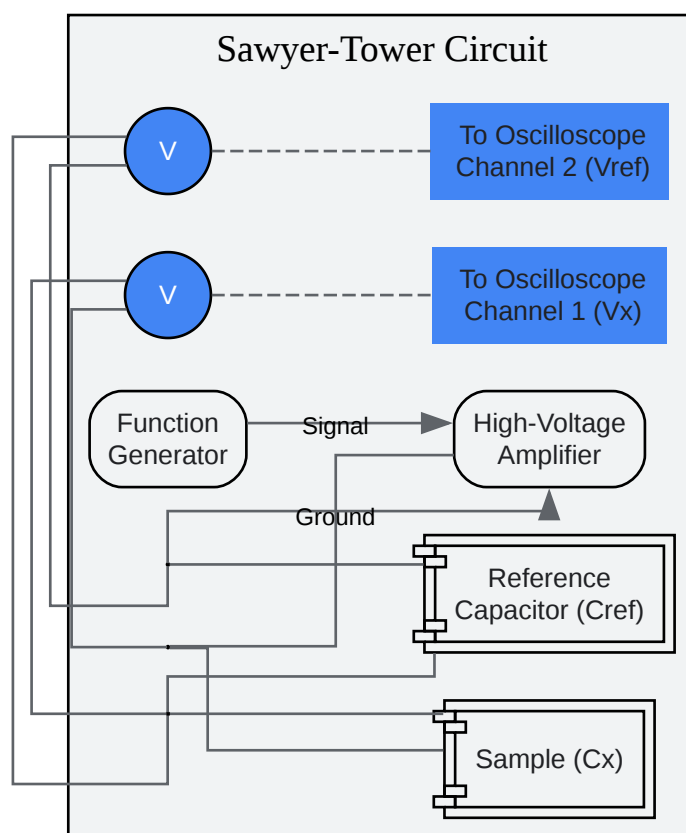 Sawyer-Tower Circuit
V
To Oscilloscope
Channel 2 (Vref)
V
To Oscilloscope
Channel 1 (Vx)
Function
Generator
Signal
High-Voltage
Amplifier
Ground
Reference
Capacitor (Cref)
Sample (Cx)